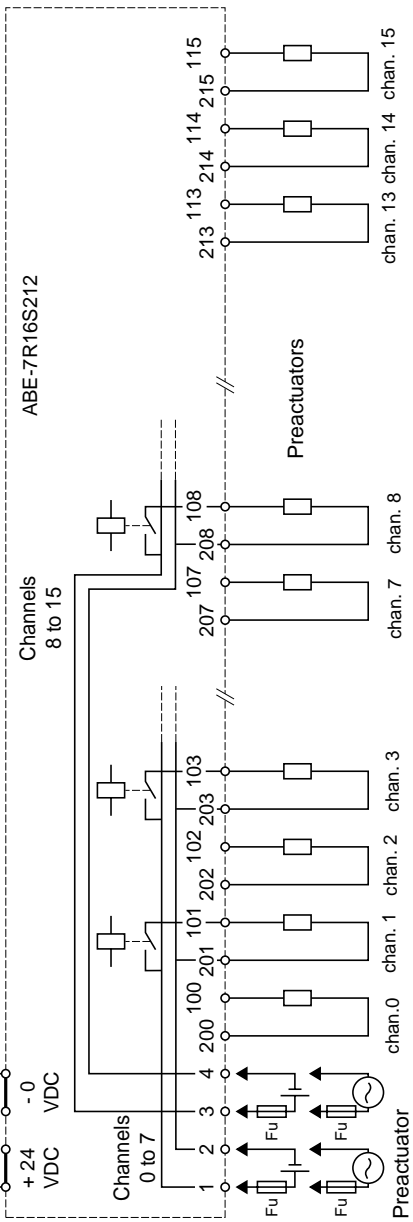 ABE-7R16S212
+ 24
VDC
- 0
VDC
Channels
0 to 7
Channels
8 to 15
1
2
3
4
200
100
201
101
202
102
203
103
207
107
208
108
213
113
214
114
215
115
Fu
Fu
Fu
Fu
Preactuator
Preactuators
chan.0
chan. 1
chan. 2
chan. 3
chan. 7
chan. 8
chan. 13
chan. 14
chan. 15